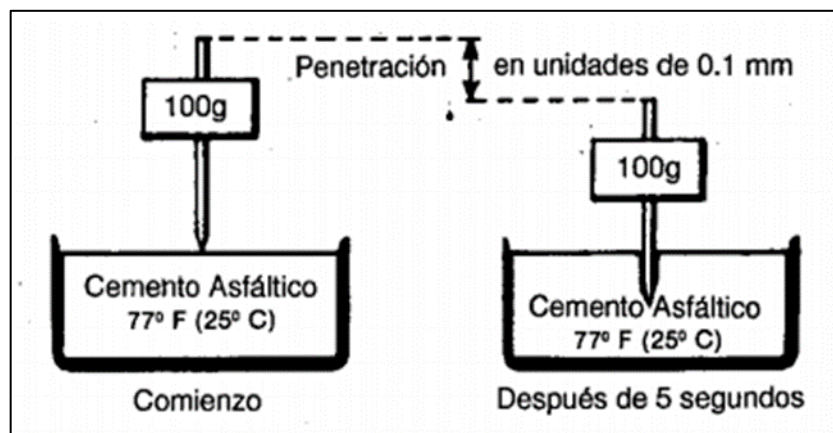 Penetración en unidades de 0.1 mm
100g
100g
Cemento Asfáltico
77º F (25º C)
Cemento Asfáltico
77º F (25º C)
Comienzo
Después de 5 segundos